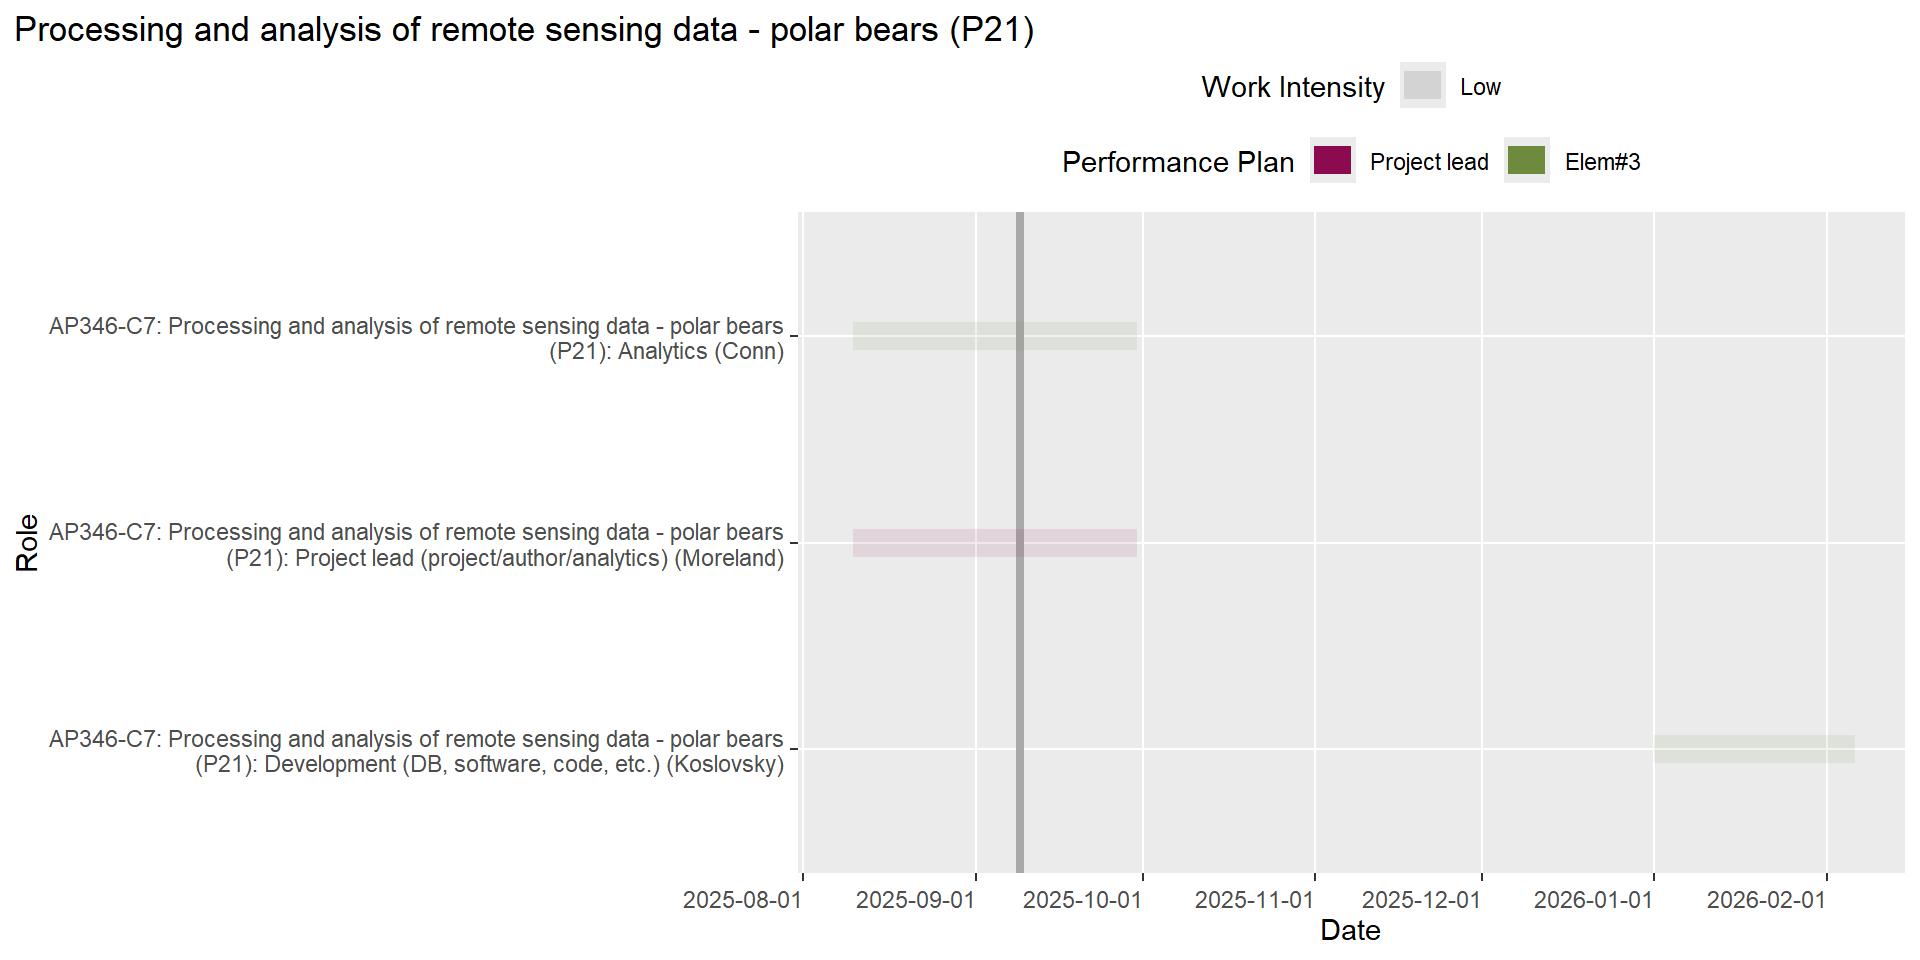 Processing and analysis of remote sensing data - polar bears (P21)
Work Intensity Low
Performance Plan Project lead Elem#3
Role
AP346-C7: Processing and analysis of remote sensing data - polar bears
(P21): Analytics (Conn)
AP346-C7: Processing and analysis of remote sensing data - polar bears
(P21): Project lead (project/author/analytics) (Moreland)
AP346-C7: Processing and analysis of remote sensing data - polar bears
(P21): Development (DB, software, code, etc.) (Koslovsky)
2025-08-01 2025-09-01 2025-10-01 2025-11-01 2025-12-01 2026-01-01 2026-02-01
Date